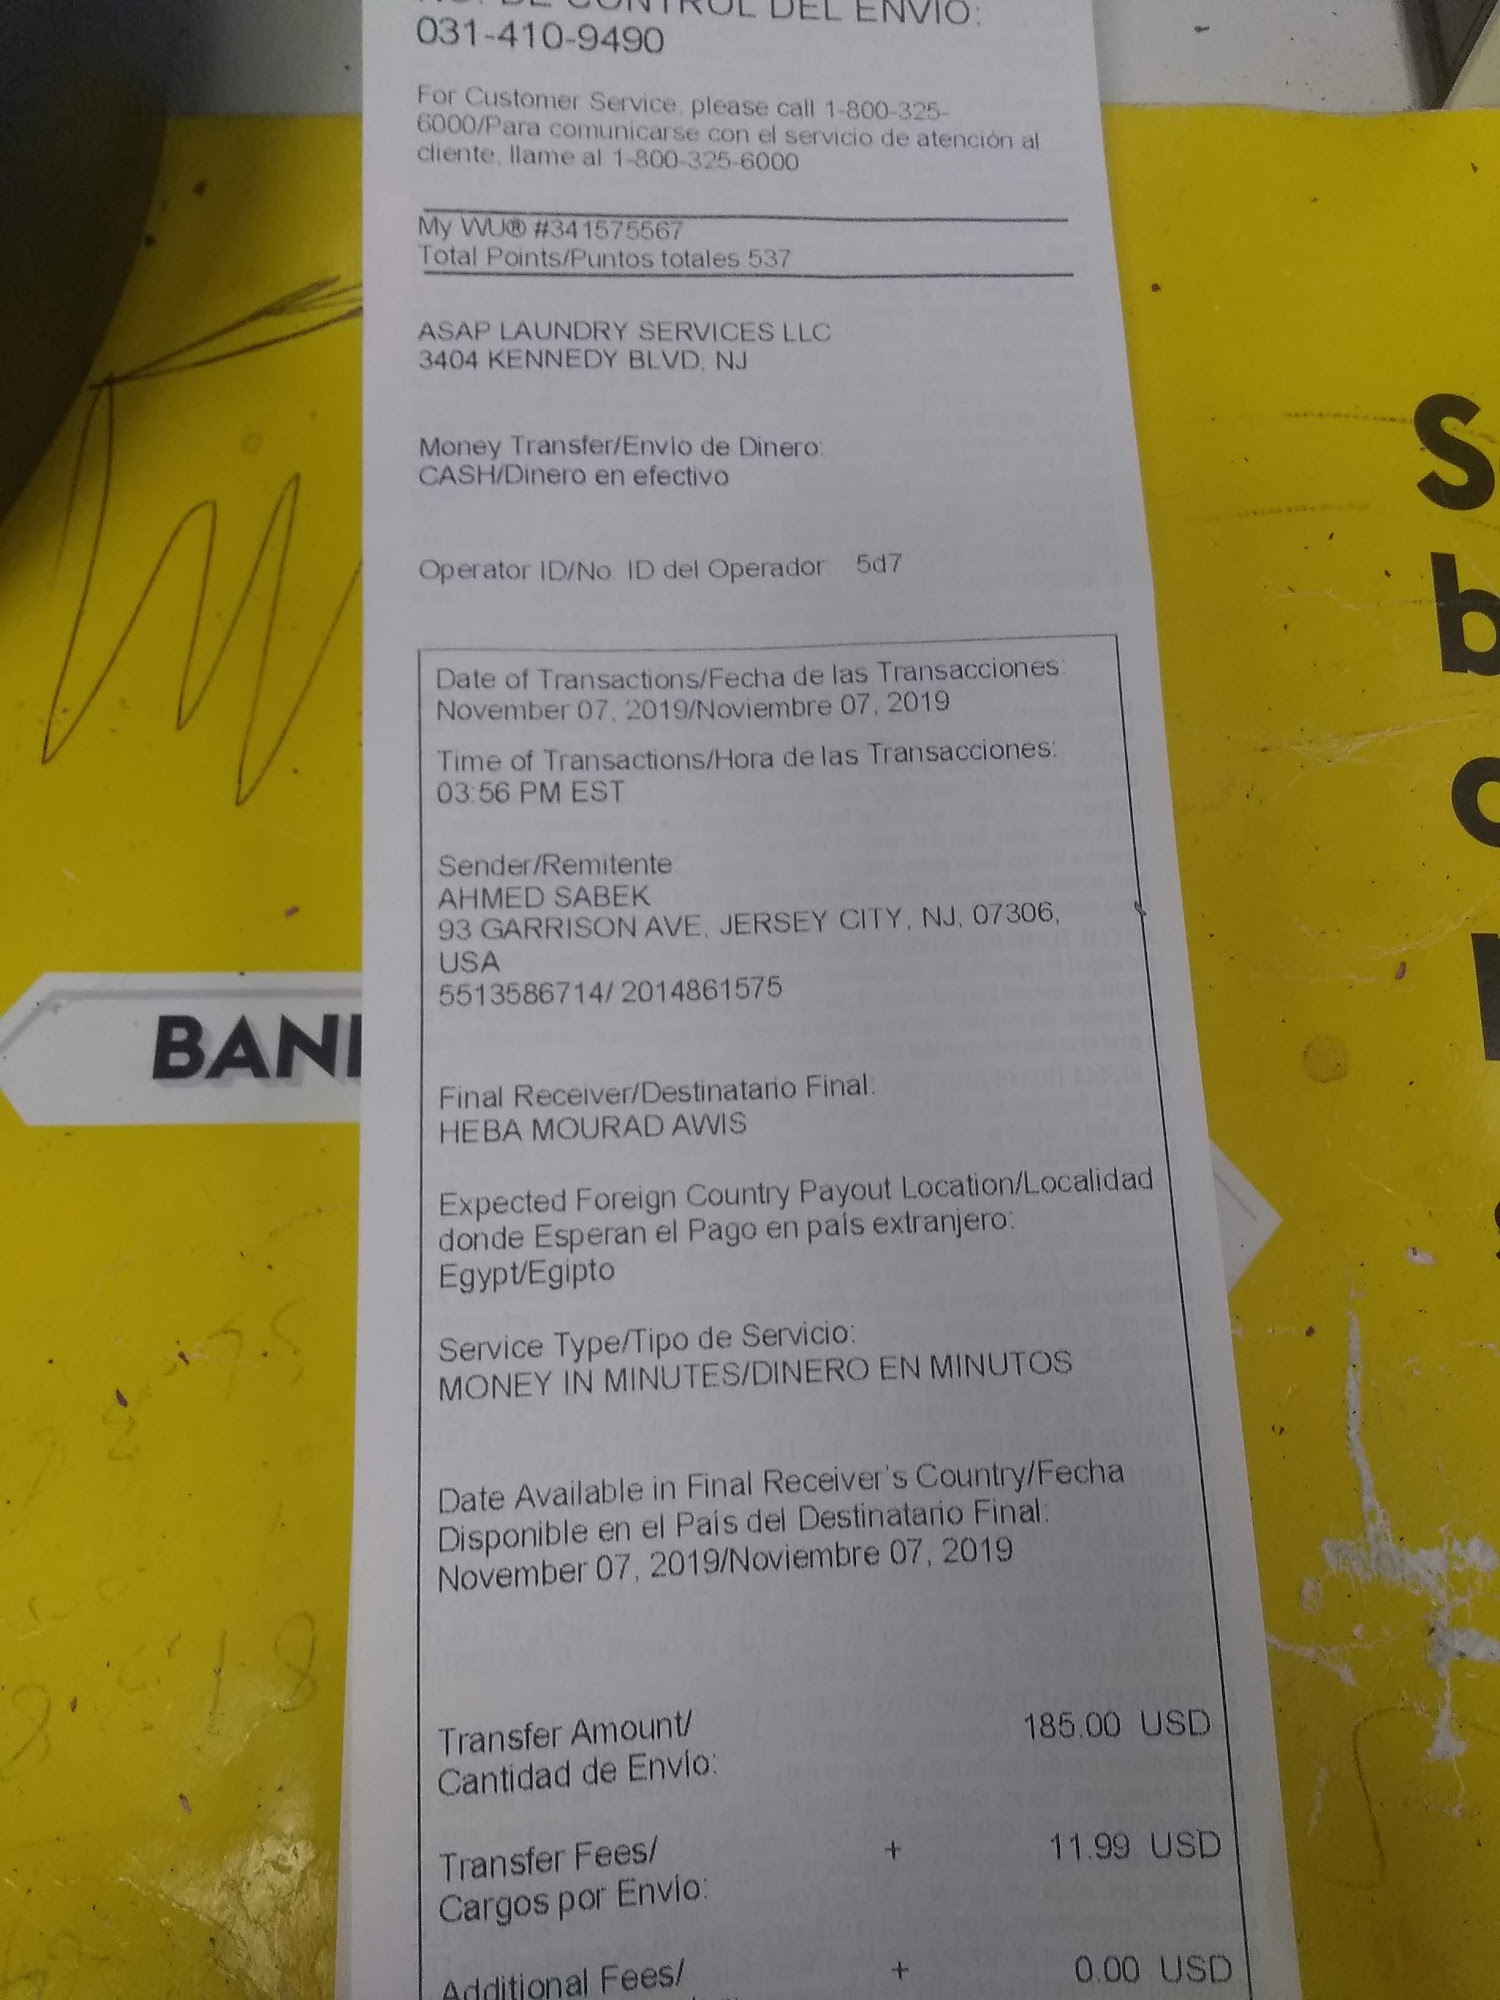 NO. DE CONTROL DEL ENVIO:
031-410-9490
For Customer Service, please call 1-800-325-
6000/Para comunicarse con el servicio de atención al
cliente, llame al 1-800-325-6000
My WU® #341575567
Total Points/Puntos totales 537
ASAP LAUNDRY SERVICES LLC
3404 KENNEDY BLVD, NJ
Money Transfer/Envío de Dinero:
CASH/Dinero en efectivo
Operator ID/No. ID del Operador: 5d7
Date of Transactions/Fecha de las Transacciones:
November 07, 2019/Noviembre 07, 2019
Time of Transactions/Hora de las Transacciones:
03:56 PM EST
Sender/Remitente:
AHMED SABEK
93 GARRISON AVE, JERSEY CITY, NJ, 07306,
USA
5513586714/ 2014861575
Final Receiver/Destinatario Final:
HEBA MOURAD AWIS
Expected Foreign Country Payout Location/Localidad
donde Esperan el Pago en país extranjero:
Egypt/Egipto
Service Type/Tipo de Servicio:
MONEY IN MINUTES/DINERO EN MINUTOS
Date Available in Final Receiver's Country/Fecha
Disponible en el País del Destinatario Final:
November 07, 2019/Noviembre 07, 2019
Transfer Amount/ 185.00 USD
Cantidad de Envío:
Transfer Fees/ + 11.99 USD
Cargos por Envío:
Additional Fees/ + 0.00 USD
BAN
S
b